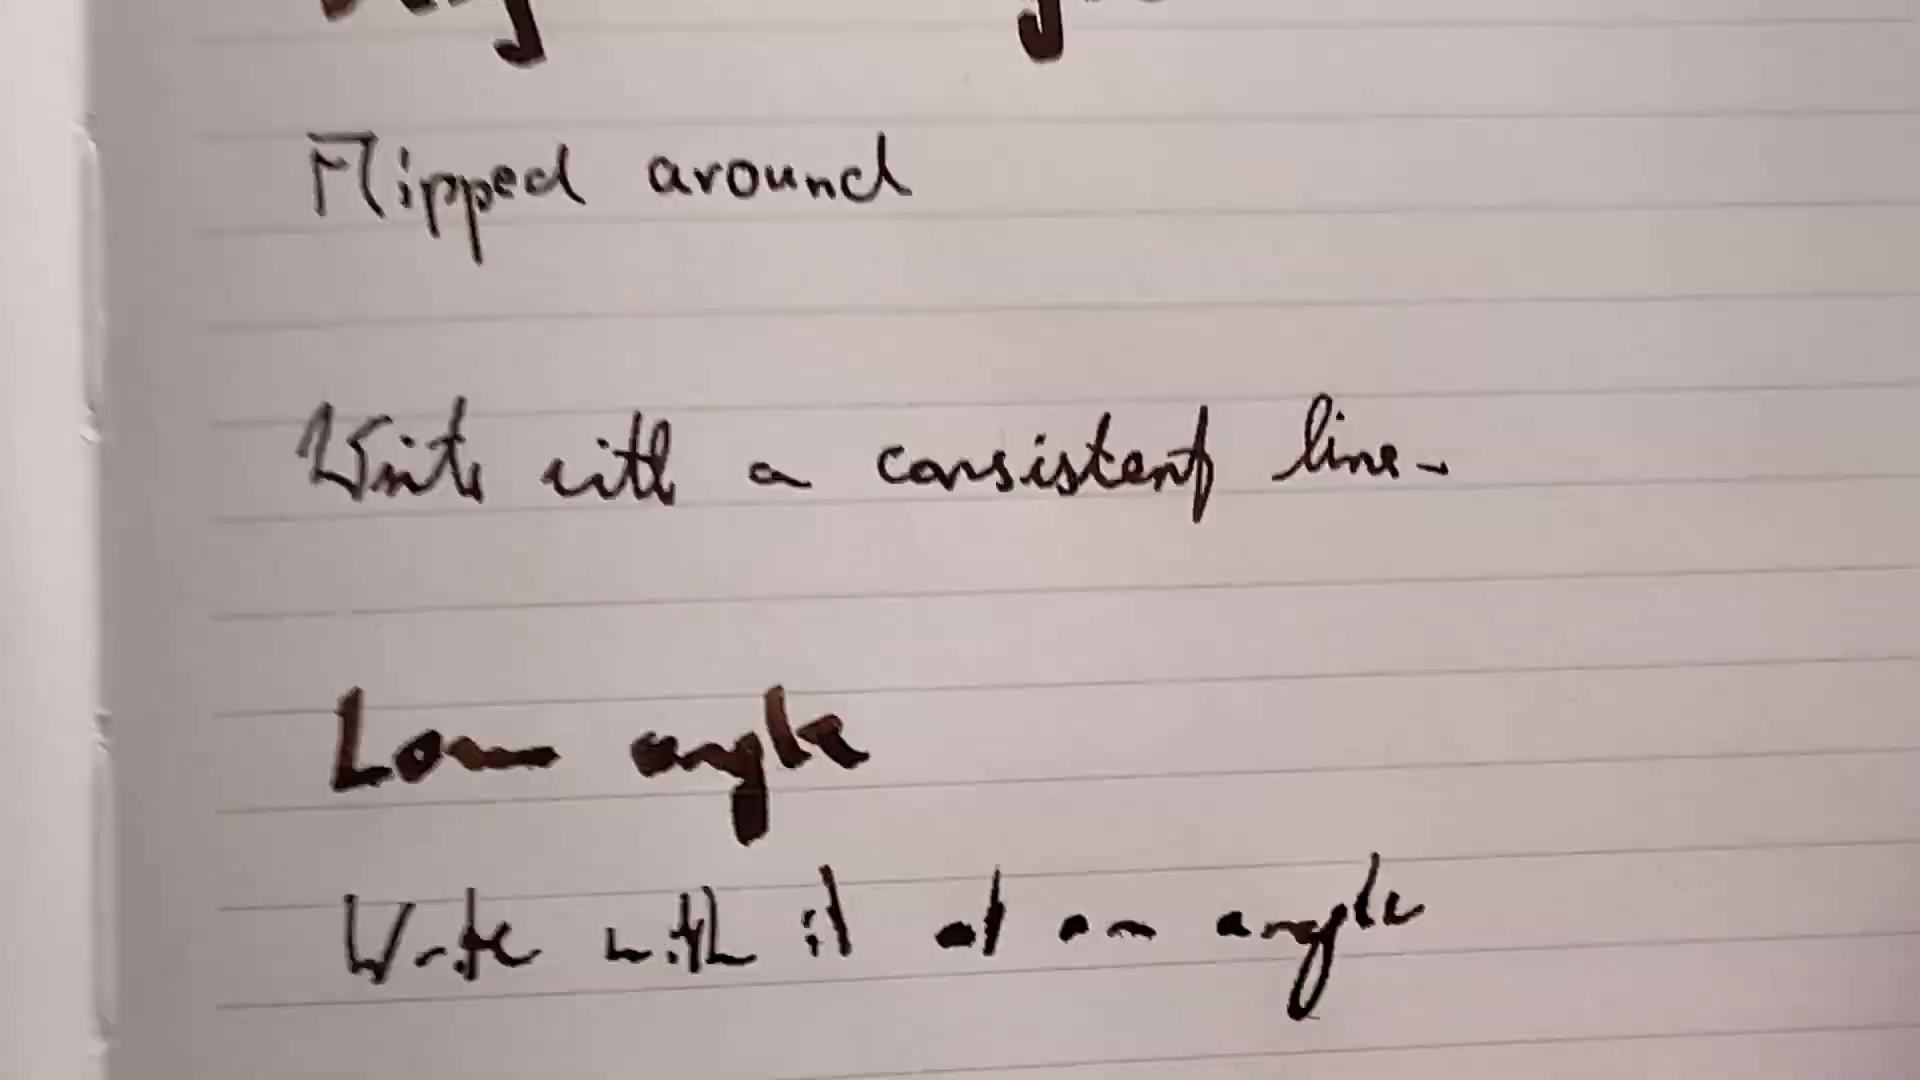 Flipped around
Write with a consistent line.
Low angle
Write with it at an angle